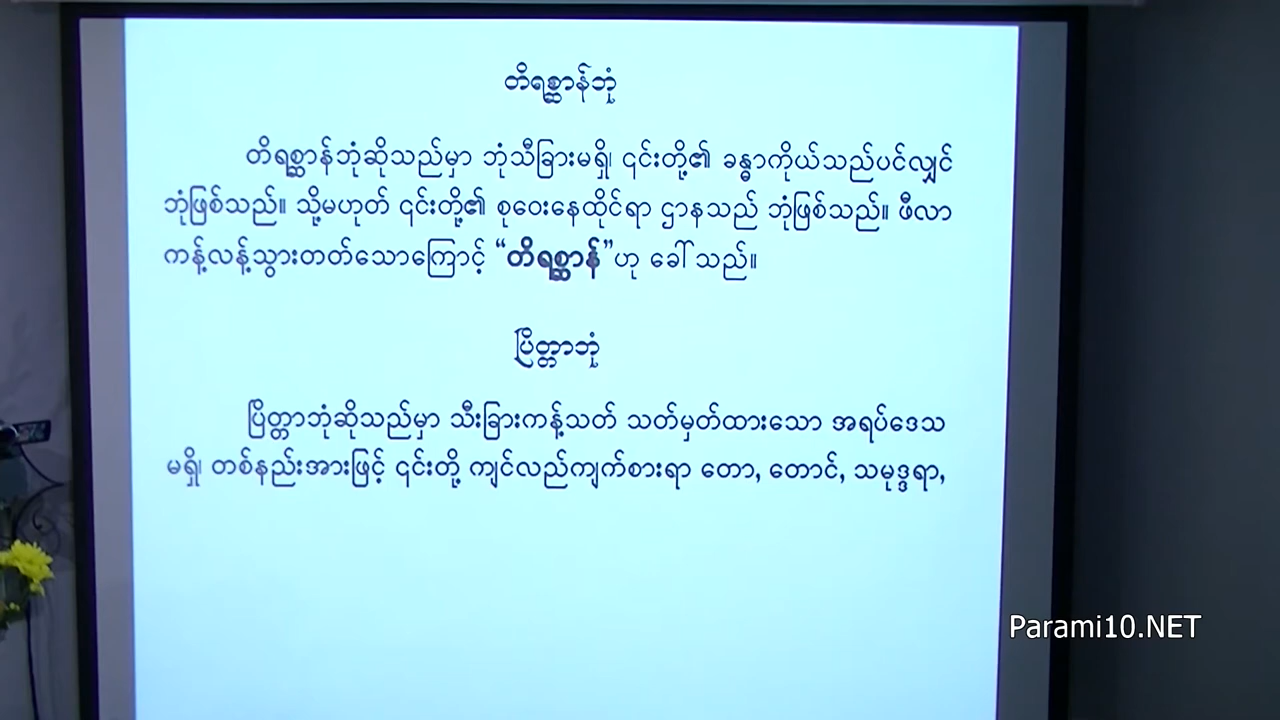 တိရစ္ဆာန်ဘုံ
တိရစ္ဆာန်ဘုံဆိုသည်မှာ ဘုံသီခြားမရှိ၊ ၎င်းတို့၏ ခန္ဓာကိုယ်သည်ပင်လျှင်
ဘုံဖြစ်သည်။ သို့မဟုတ် ၎င်းတို့၏ စုဝေးနေထိုင်ရာ ဌာနသည် ဘုံဖြစ်သည်။ ဖီလာ
ကန့်လန့်သွားတတ်သောကြောင့် “တိရစ္ဆာန်”ဟု ခေါ်သည်။
ပြိတ္တာဘုံ
ပြိတ္တာဘုံဆိုသည်မှာ သီးခြားကန့်သတ် သတ်မှတ်ထားသော အရပ်ဒေသ
မရှိ၊ တစ်နည်းအားဖြင့် ၎င်းတို့ ကျင်လည်ကျက်စားရာ တော, တောင်, သမုဒ္ဒရာ,
Parami10.NET